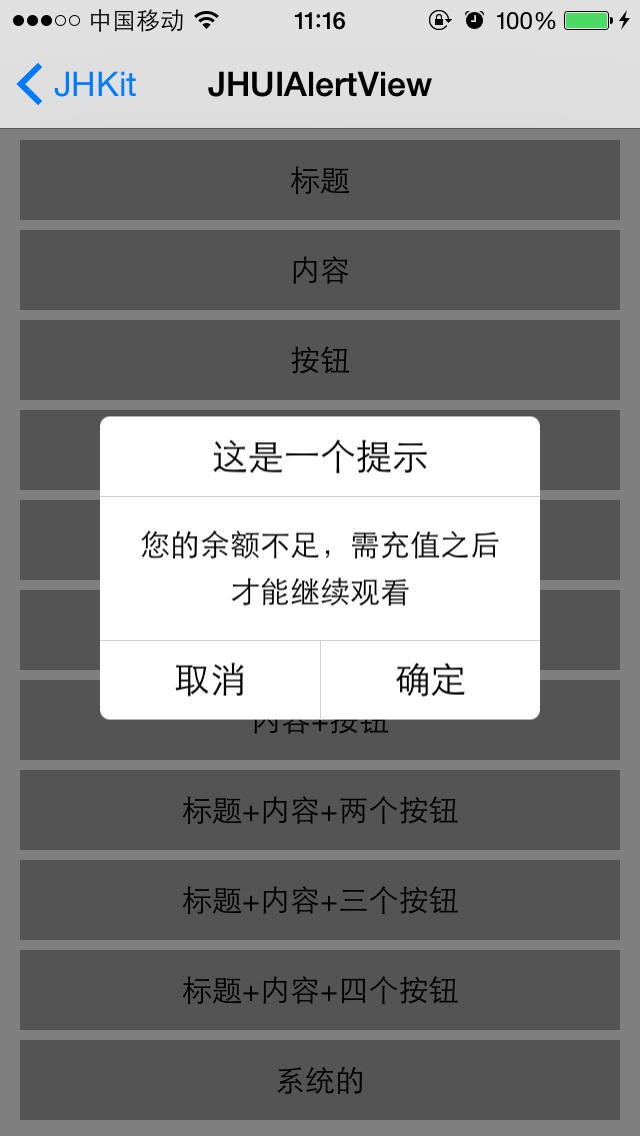 中国移动 11:16 100%
JHKit JHUIAlertView
标题
内容
按钮
这是一个提示
您的余额不足，需充值之后
才能继续观看
取消 确定
内容+按钮
标题+内容+两个按钮
标题+内容+三个按钮
标题+内容+四个按钮
系统的